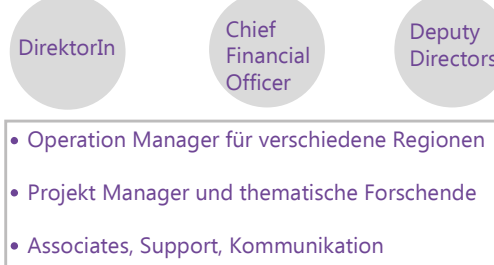 DirektorIn
Chief
Financial
Officer
Deputy
Directors
• Operation Manager für verschiedene Regionen
• Projekt Manager und thematische Forschende
• Associates, Support, Kommunikation